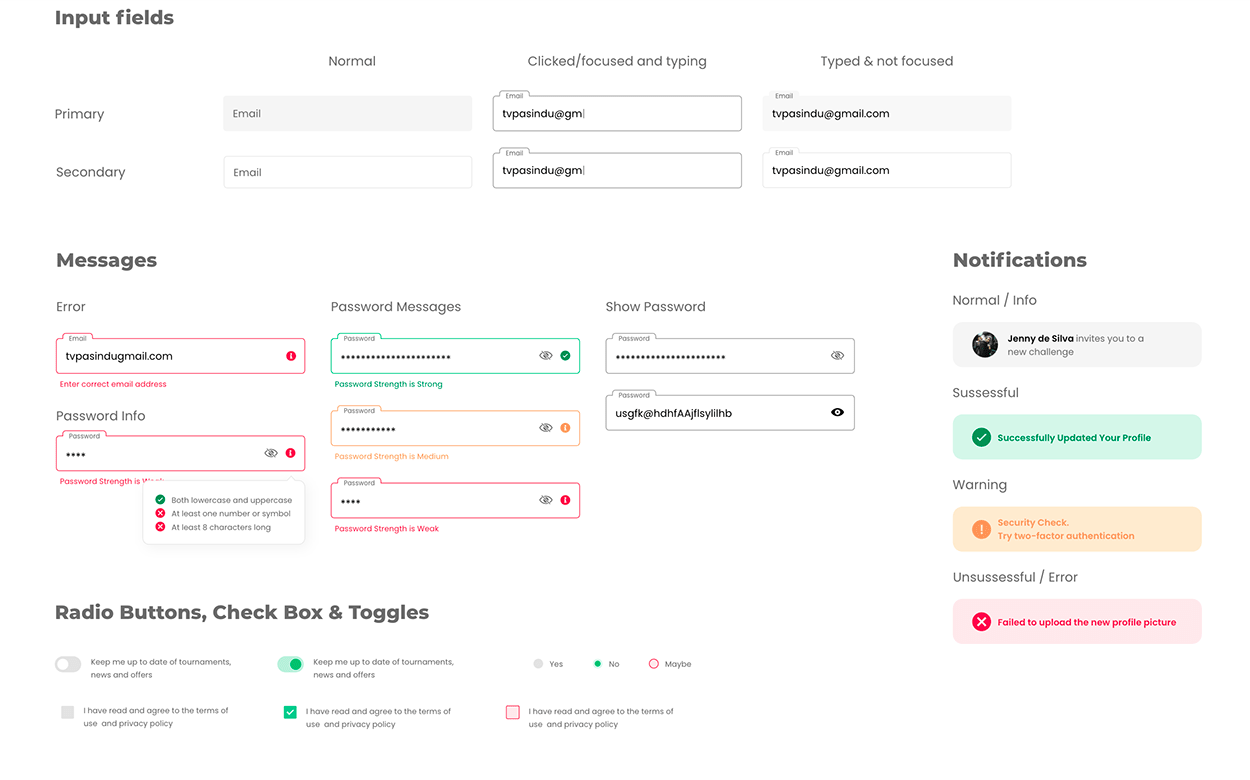 Input fields
Normal
Clicked/focused and typing
Typed & not focused
Primary
Email
Email
tvpasindu@gm
Email
tvpasindu@gmail.com
Secondary
Email
Email
tvpasindu@gm
Email
tvpasindu@gmail.com
Messages
Error
Email
tvpasindugmail.com
Enter correct email address
Password Info
Password
****
Password Strength is
Both lowercase and uppercase
At least one number or symbol
At least 8 characters long
Password Messages
Password
**********************
Password Strength is Strong
Password
***********
Password Strength is Medium
Password
****
Password Strength is Weak
Show Password
Password
**********************
Password
usgfk@hdhfAAjflsylilhb
Notifications
Normal / Info
Jenny de Silva invites you to a
new challenge
Sussessful
Successfully Updated Your Profile
Warning
Security Check.
Try two-factor authentication
Unsussessful / Error
Failed to upload the new profile picture
Radio Buttons, Check Box & Toggles
Keep me up to date of tournaments,
news and offers
Keep me up to date of tournaments,
news and offers
Yes
No
Maybe
I have read and agree to the terms of
use and privacy policy
I have read and agree to the terms of
use and privacy policy
I have read and agree to the terms of
use and privacy policy